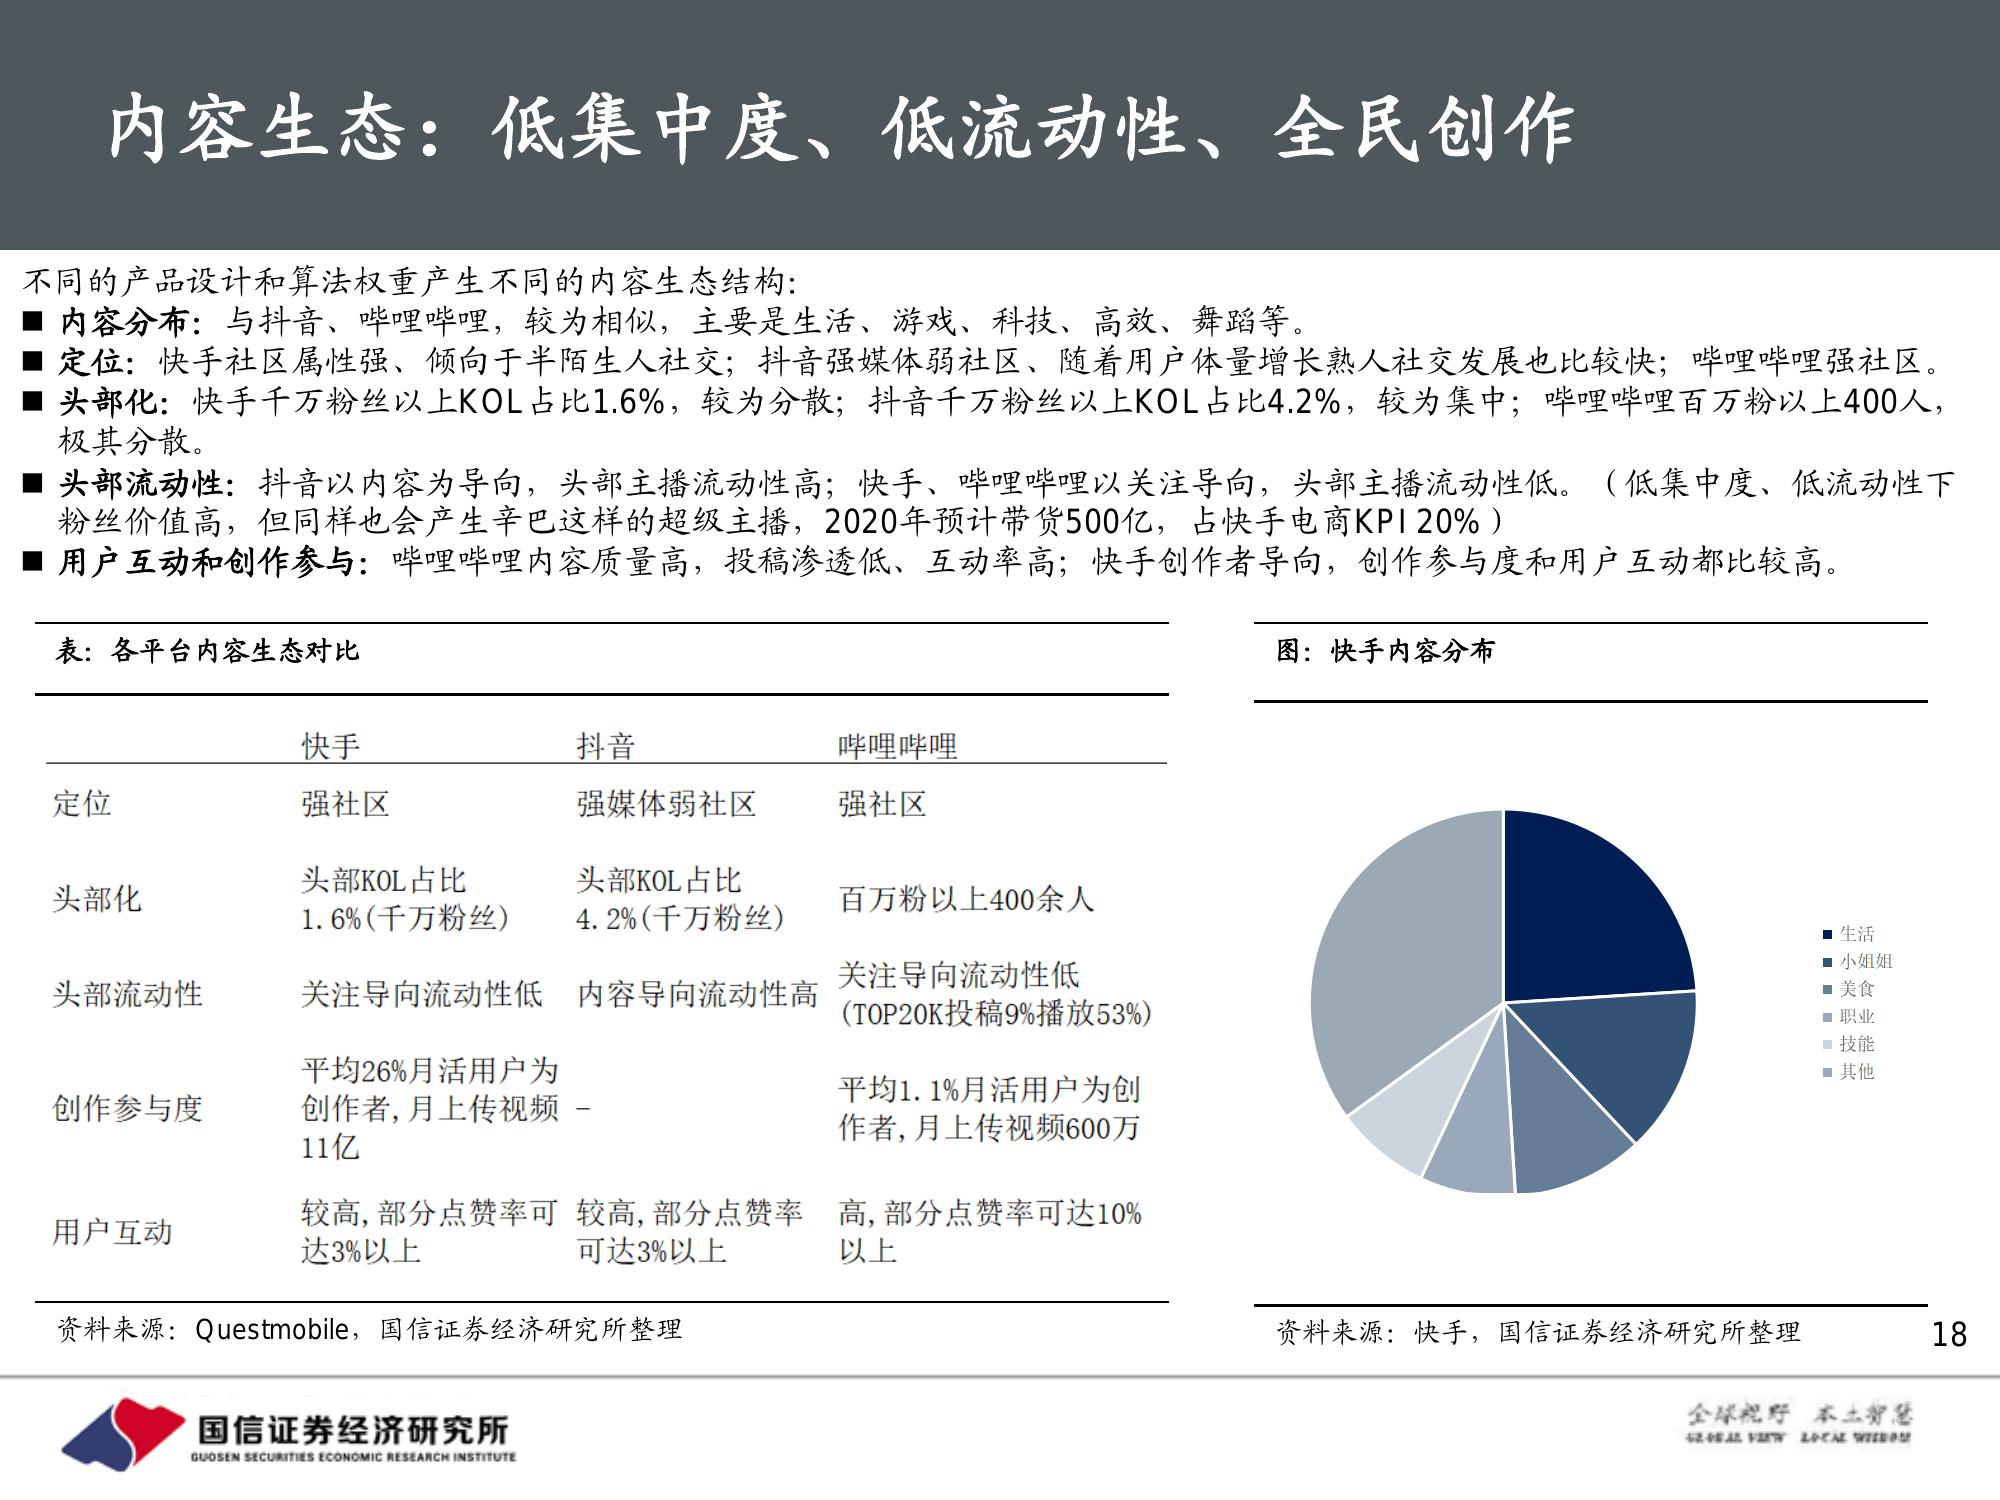 内容生态：低集中度、低流动性、全民创作
不同的产品设计和算法权重产生不同的内容生态结构：
■ 内容分布：与抖音、哔哩哔哩，较为相似，主要是生活、游戏、科技、高效、舞蹈等。
■ 定位：快手社区属性强、倾向于半陌生人社交；抖音强媒体弱社区、随着用户体量增长熟人社交发展也比较快；哔哩哔哩强社区。
■ 头部化：快手千万粉丝以上KOL占比1.6%，较为分散；抖音千万粉丝以上KOL占比4.2%，较为集中；哔哩哔哩百万粉以上400人，
极其分散。
■ 头部流动性：抖音以内容为导向，头部主播流动性高；快手、哔哩哔哩以关注导向，头部主播流动性低。（低集中度、低流动性下
粉丝价值高，但同样也会产生辛巴这样的超级主播，2020年预计带货500亿，占快手电商KPI 20%）
■ 用户互动和创作参与：哔哩哔哩内容质量高，投稿渗透低、互动率高；快手创作者导向，创作参与度和用户互动都比较高。
表：各平台内容生态对比
快手 抖音 哔哩哔哩
定位 强社区 强媒体弱社区 强社区
头部化 头部KOL占比 头部KOL占比 百万粉以上400余人
1.6%(千万粉丝) 4.2%(千万粉丝)
头部流动性 关注导向流动性低 内容导向流动性高 关注导向流动性低
(TOP20K投稿9%播放53%)
创作参与度 平均26%月活用户为 – 平均1.1%月活用户为创
创作者,月上传视频 作者,月上传视频600万
11亿
用户互动 较高,部分点赞率可 较高,部分点赞率 高,部分点赞率可达10%
达3%以上 可达3%以上 以上
资料来源：Questmobile，国信证券经济研究所整理
图：快手内容分布
生活
小姐姐
美食
职业
技能
其他
资料来源：快手，国信证券经济研究所整理
18
国信证券经济研究所
GUOSEN SECURITIES ECONOMIC RESEARCH INSTITUTE
全球视野 本土智慧
GLOBAL VIEW LOCAL WISDOM